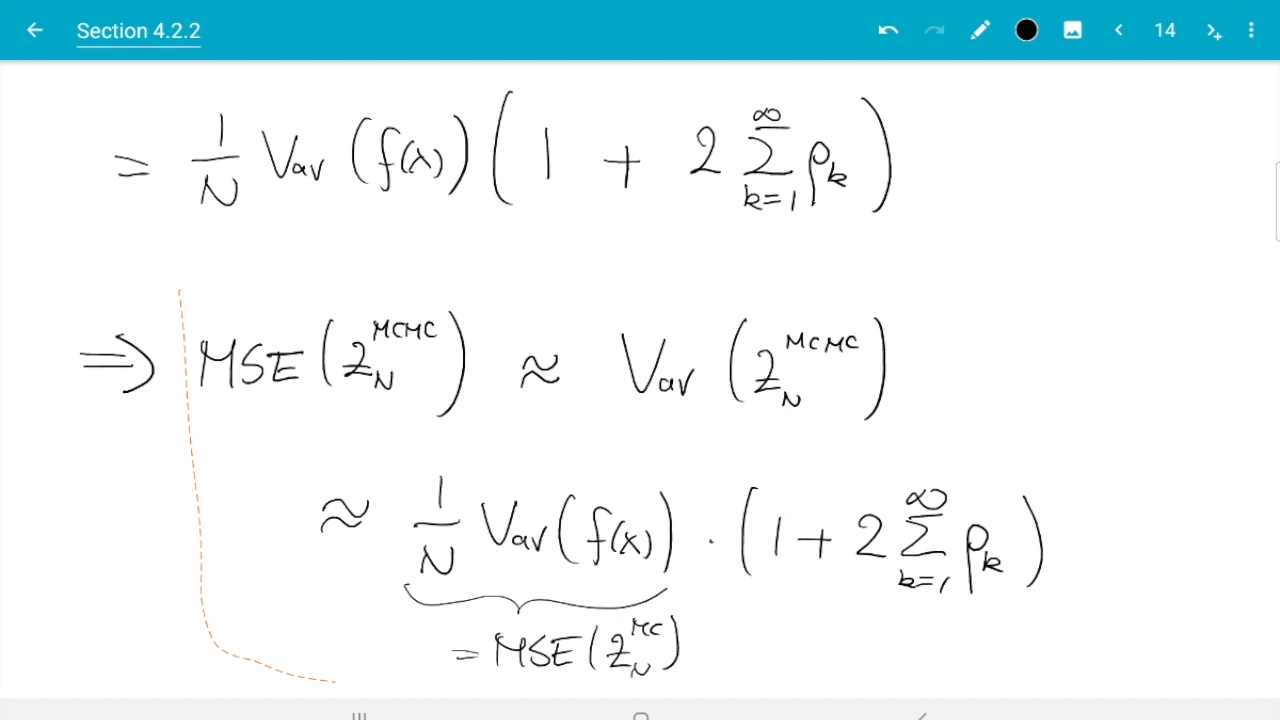 Section 4.2.2
14
= 1/N Var (f(x)) (1 + 2 ∑_{k=1}^{∞} ρ_k)
⇒ MSE (Z_N^{MCMC}) ≈ Var (Z_N^{MCMC})
≈ 1/N Var (f(x)) · (1 + 2 ∑_{k=1}^{∞} ρ_k)
= MSE (Z_N^{MC})